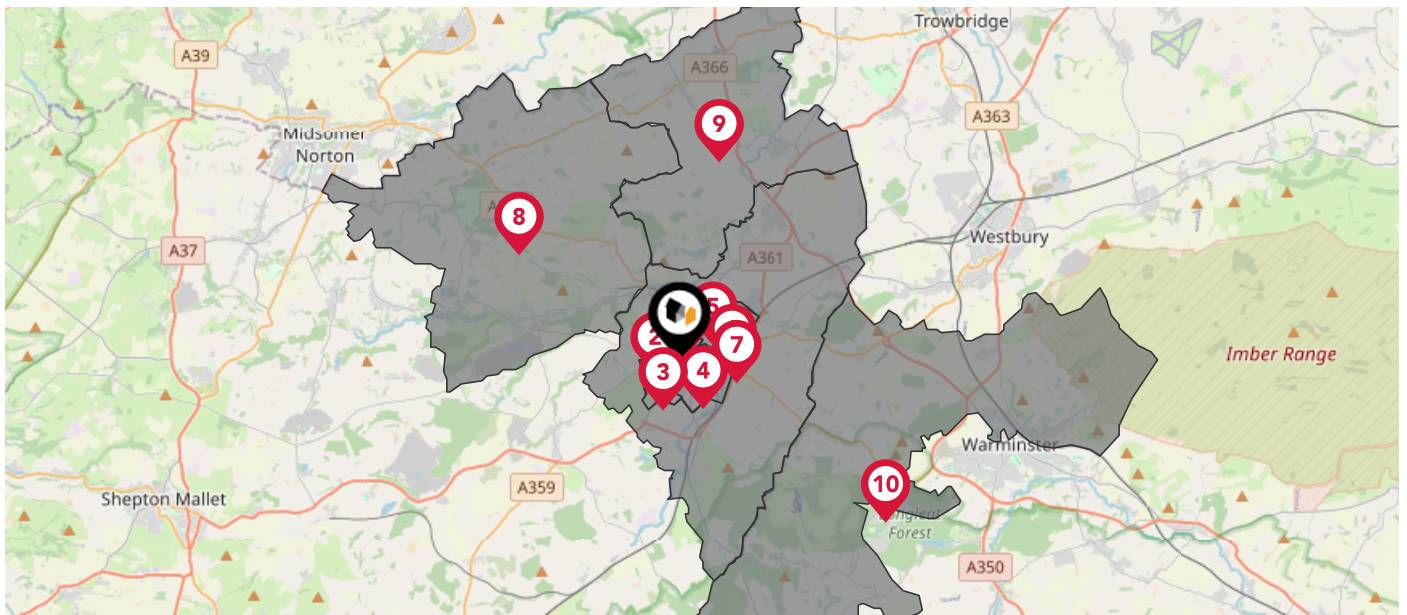 Trowbridge
A39
A366
A363
9
Midsomer
Norton
8
A37
Westbury
A361
5
2
7
3
4
Imber Range
Warminster
Shepton Mallet
A359
10
Longleat
Forest
A350